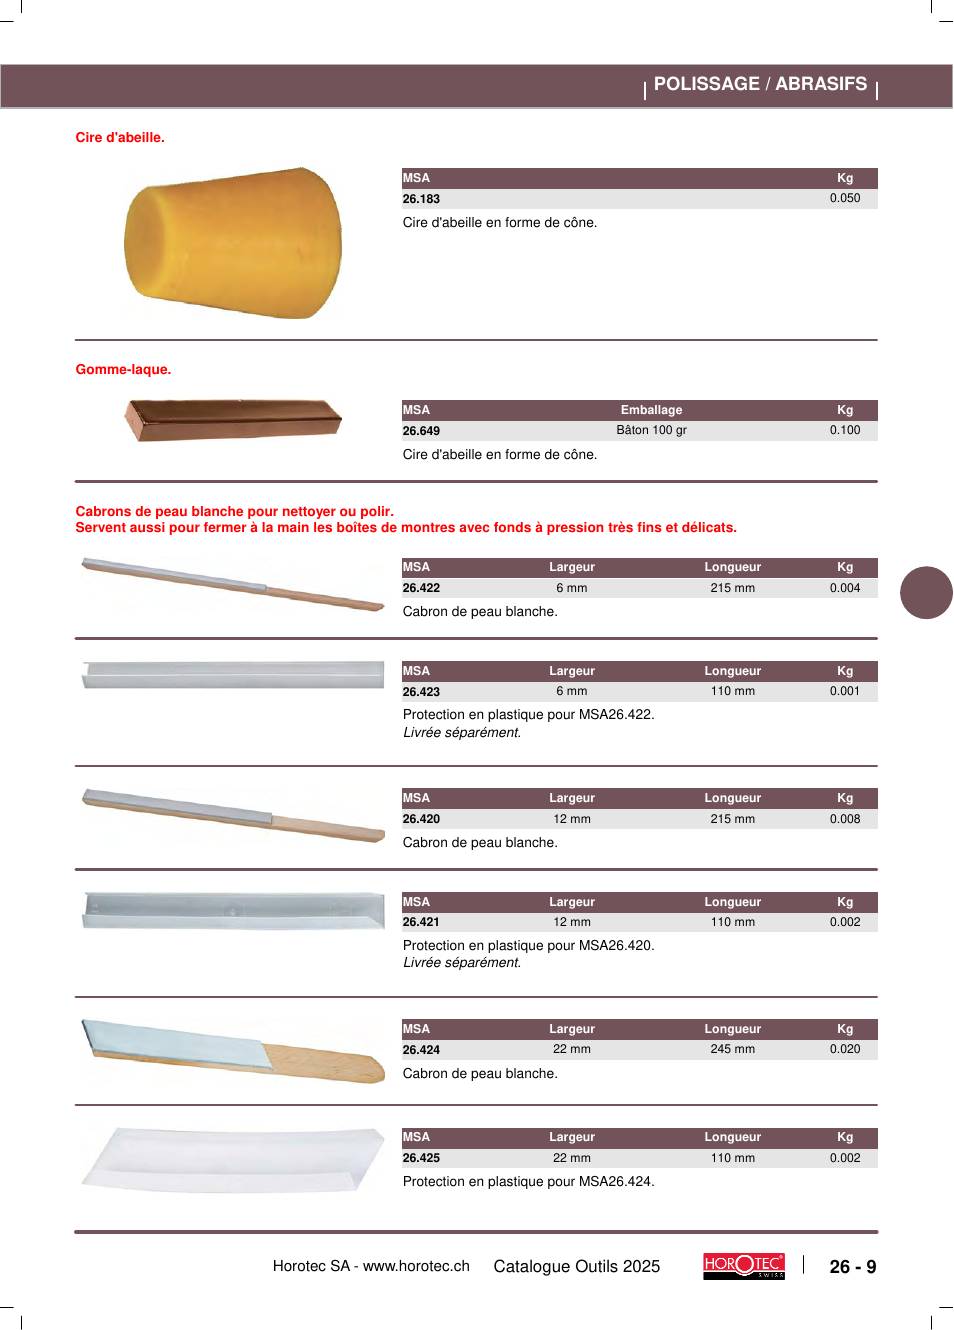 POLISSAGE / ABRASIFS
Cire d'abeille.
MSA Kg
26.183 0.050
Cire d'abeille en forme de cône.
Gomme-laque.
MSA Emballage Kg
26.649 Bâton 100 gr 0.100
Cire d'abeille en forme de cône.
Cabrons de peau blanche pour nettoyer ou polir.
Servent aussi pour fermer à la main les boîtes de montres avec fonds à pression très fins et délicats.
MSA Largeur Longueur Kg
26.422 6 mm 215 mm 0.004
Cabron de peau blanche.
MSA Largeur Longueur Kg
26.423 6 mm 110 mm 0.001
Protection en plastique pour MSA26.422.
Livrée séparément.
MSA Largeur Longueur Kg
26.420 12 mm 215 mm 0.008
Cabron de peau blanche.
MSA Largeur Longueur Kg
26.421 12 mm 110 mm 0.002
Protection en plastique pour MSA26.420.
Livrée séparément.
MSA Largeur Longueur Kg
26.424 22 mm 245 mm 0.020
Cabron de peau blanche.
MSA Largeur Longueur Kg
26.425 22 mm 110 mm 0.002
Protection en plastique pour MSA26.424.
Horotec SA - www.horotec.ch Catalogue Outils 2025 HOROTEC SWISS 26 - 9